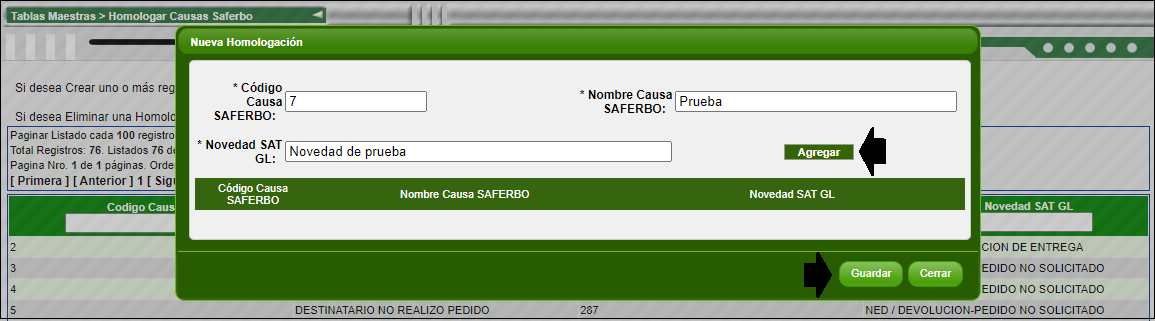 Tablas Maestras > Homologar Causas Saferbo
Nueva Homologación
Si desea Crear uno o más reg
Si desea Eliminar una Homolo
Paginar Listado cada 100 registro
Total Registros: 76. Listados 76 de
Pagina Nro. 1 de 1 páginas. Orde
[ Primera ] [ Anterior ] 1 [ Sigu
* Código Causa SAFERBO: 7
* Nombre Causa SAFERBO: Prueba
* Novedad SAT GL: Novedad de prueba
Agregar
Código Causa SAFERBO Nombre Causa SAFERBO Novedad SAT GL
Guardar Cerrar
Codigo Caus Novedad SAT GL
2 CION DE ENTREGA
3 EDIDO NO SOLICITADO
4 PEDIDO NO SOLICITADO
5 DESTINATARIO NO REALIZO PEDIDO 287 NED / DEVOLUCION-PEDIDO NO SOLICITADO